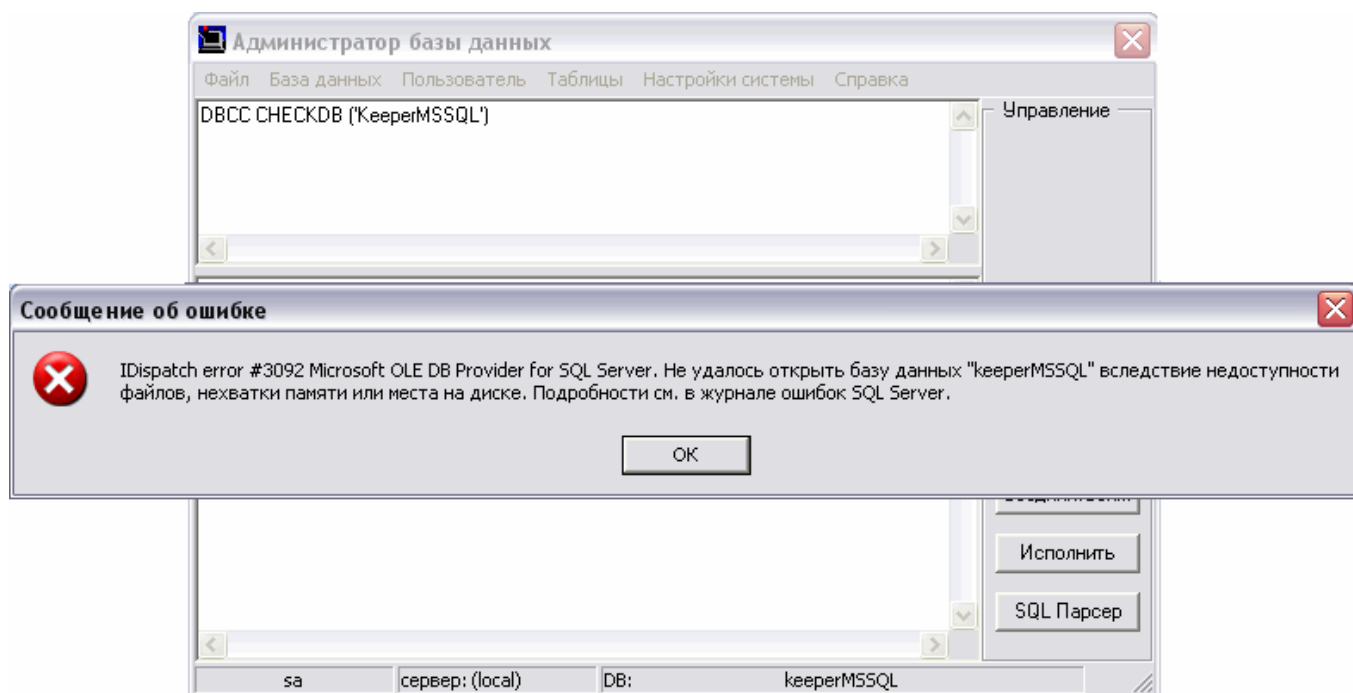 Администратор базы данных
Файл База данных Пользователь Таблицы Настройки системы Справка
DBCC CHECKDB ('KeeperMSSQL')
Управление
Сообщение об ошибке
IDispatch error #3092 Microsoft OLE DB Provider for SQL Server. Не удалось открыть базу данных "keeperMSSQL" вследствие недоступности
файлов, нехватки памяти или места на диске. Подробности см. в журнале ошибок SQL Server.
ОК
Исполнить
SQL Парсер
sa сервер: (local) DB: keeperMSSQL